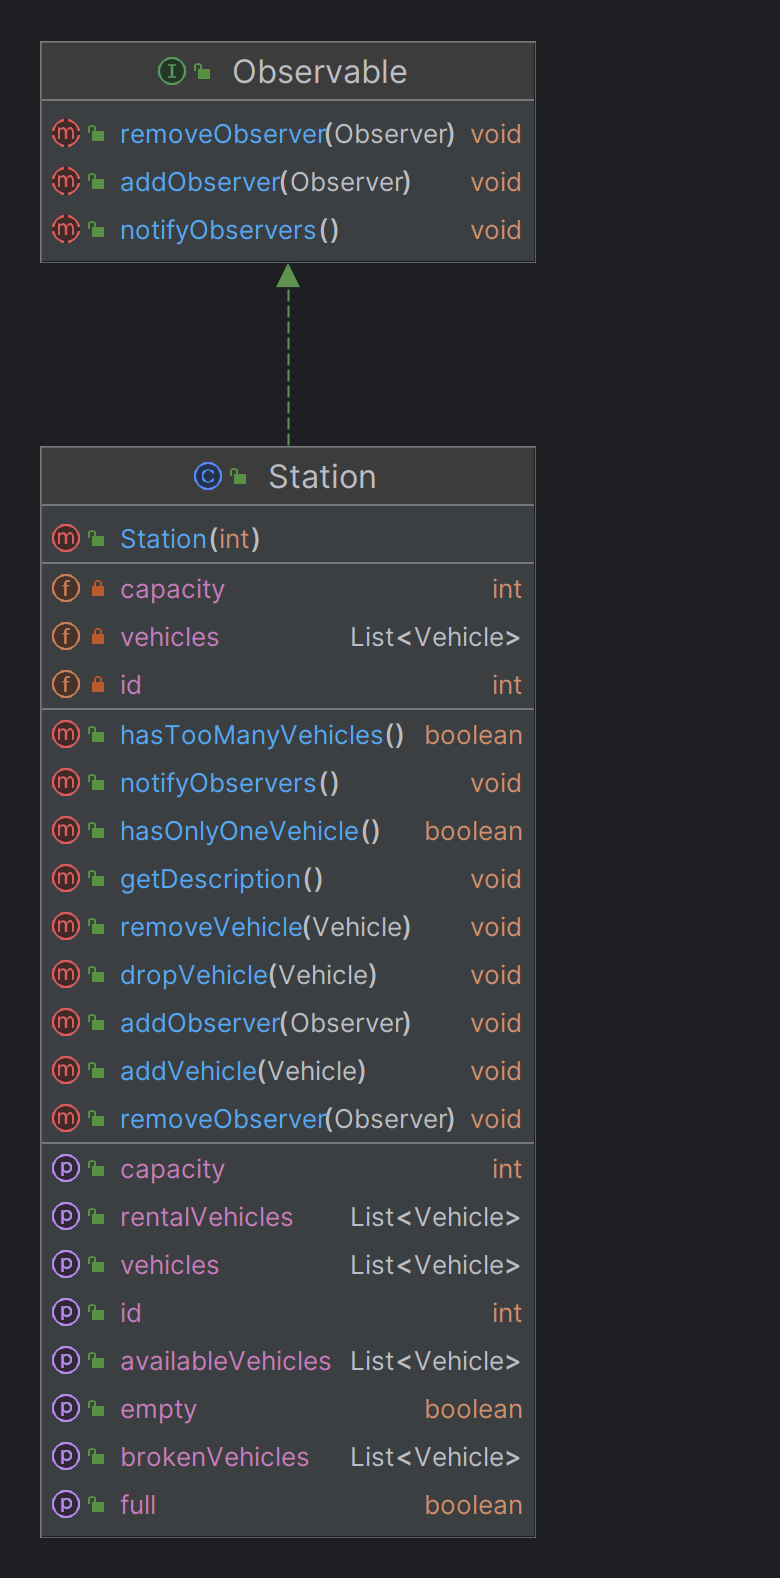 Observable
removeObserver(Observer) void
addObserver(Observer) void
notifyObservers() void
Station
Station(int)
capacity int
vehicles List<Vehicle>
id int
hasTooManyVehicles() boolean
notifyObservers() void
hasOnlyOneVehicle() boolean
getDescription() void
removeVehicle(Vehicle) void
dropVehicle(Vehicle) void
addObserver(Observer) void
addVehicle(Vehicle) void
removeObserver(Observer) void
capacity int
rentalVehicles List<Vehicle>
vehicles List<Vehicle>
id int
availableVehicles List<Vehicle>
empty boolean
brokenVehicles List<Vehicle>
full boolean